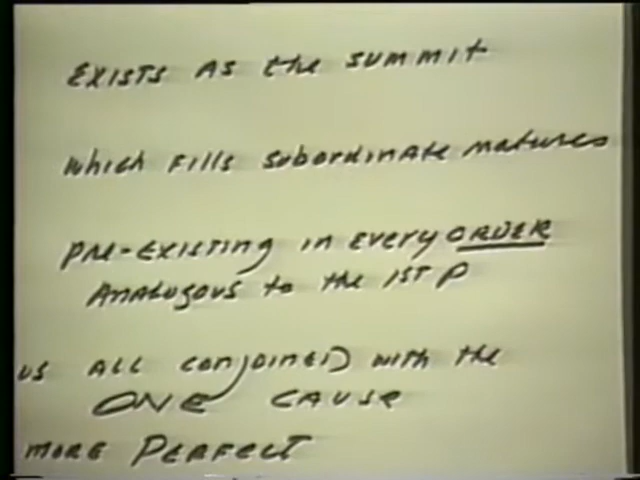 EXISTS AS the summit
which fills subordinate natures
PRE-EXISTING in every ORDER
ANALOGOUS to the 1ST P
us ALL CONJOINED with the
ONE CAUSE
MORE PERFECT